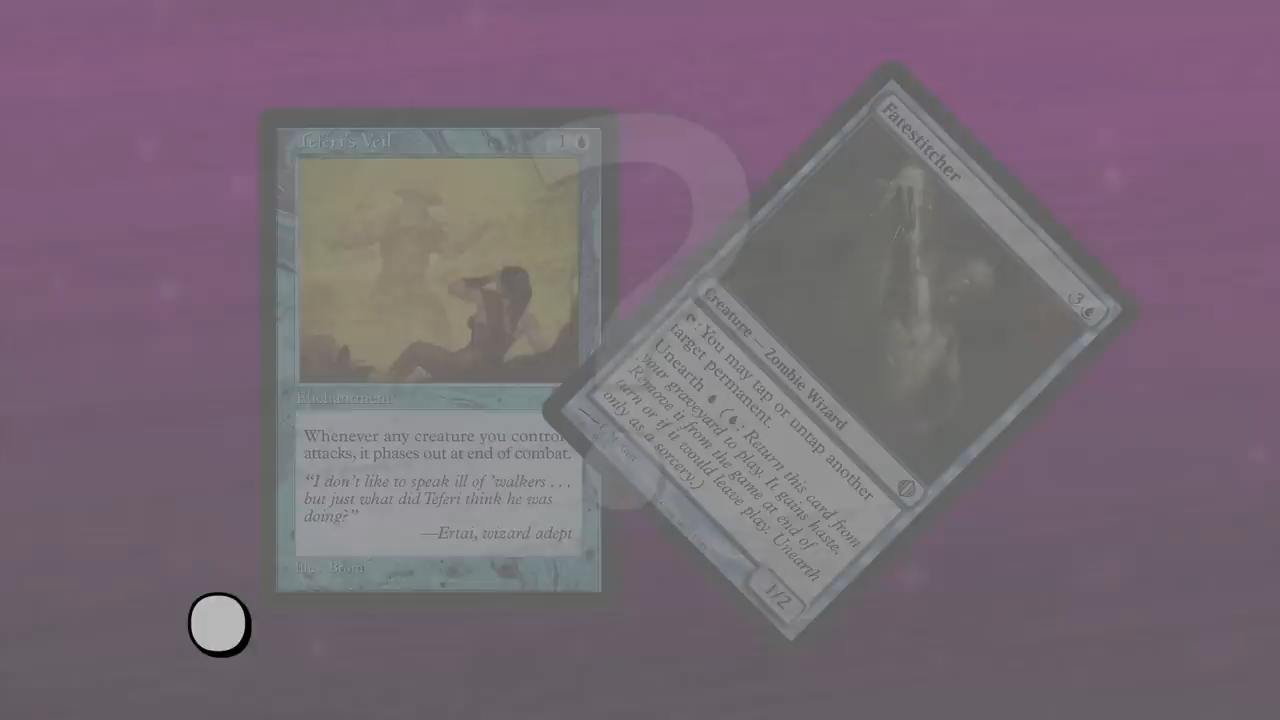 Teferi's Veil 1
Enchantment
Whenever any creature you control
attacks, it phases out at end of combat.
"I don't like to speak ill of 'walkers . . .
but just what did Teferi think he was
doing?"
—Ertai, wizard adept
Illus. Brom
?
Fatestitcher 3
Creature — Zombie Wizard
: You may tap or untap another
target permanent.
Unearth ( : Return this card from
your graveyard to play. It gains haste.
Remove it from the game at end of
turn or if it would leave play. Unearth
only as a sorcery.)
1/2